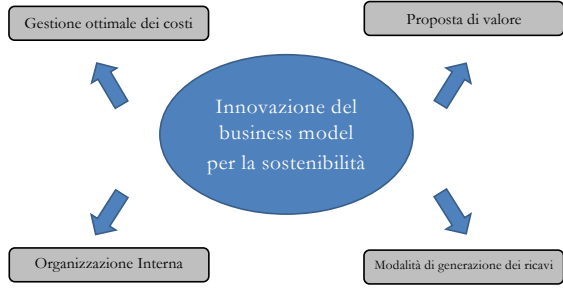 Gestione ottimale dei costi
Proposta di valore
Innovazione del
business model
per la sostenibilità
Organizzazione Interna
Modalità di generazione dei ricavi